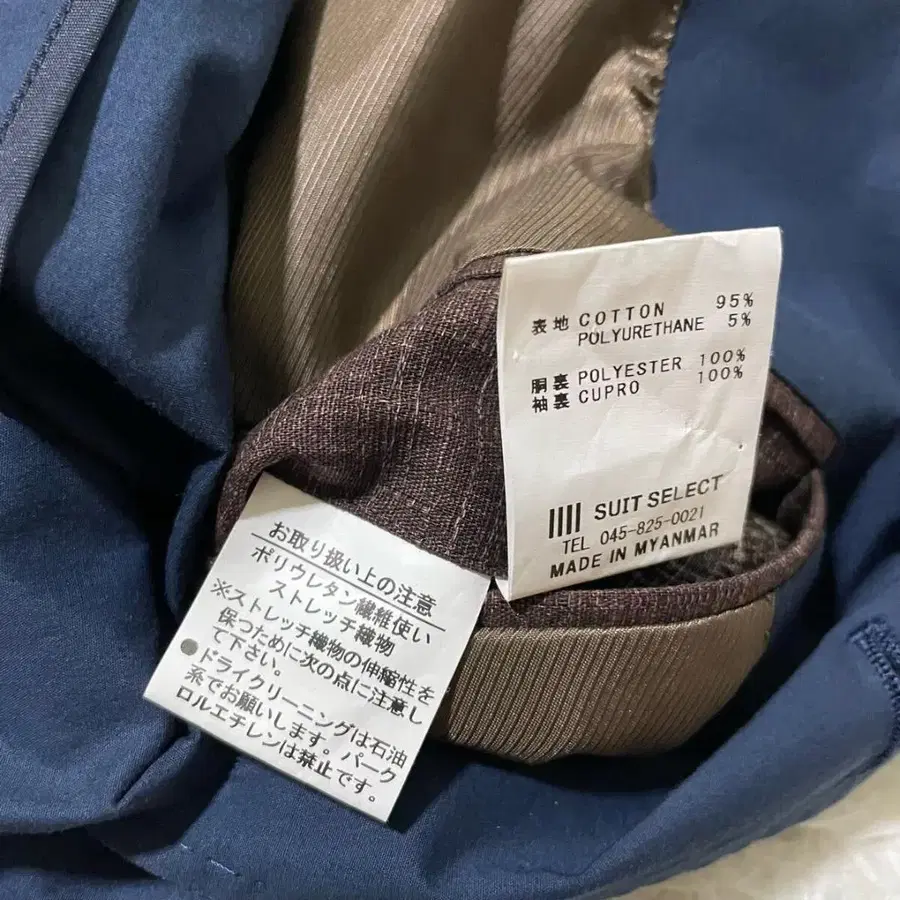 表地 COTTON 95%
POLYURETHANE 5%
胴裏 POLYESTER 100%
袖裏 CUPRO 100%
SUIT SELECT
TEL 045-825-0021
MADE IN MYANMAR
お取り扱い上の注意
ポリウレタン繊維使い
ストレッチ織物
※ストレッチ織物の伸縮性を
保つために次の点に注意し
て下さい。
●ドライクリーニングは石油
系でお願いします。パーク
ロルエチレンは禁止です。